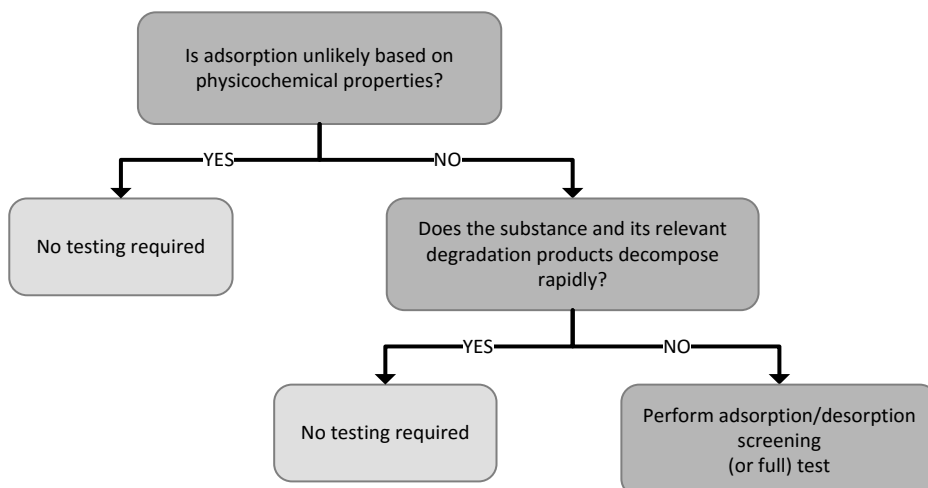 Is adsorption unlikely based on
physicochemical properties?
YES
NO
No testing required
Does the substance and its relevant
degradation products decompose
rapidly?
YES
NO
No testing required
Perform adsorption/desorption
screening
(or full) test